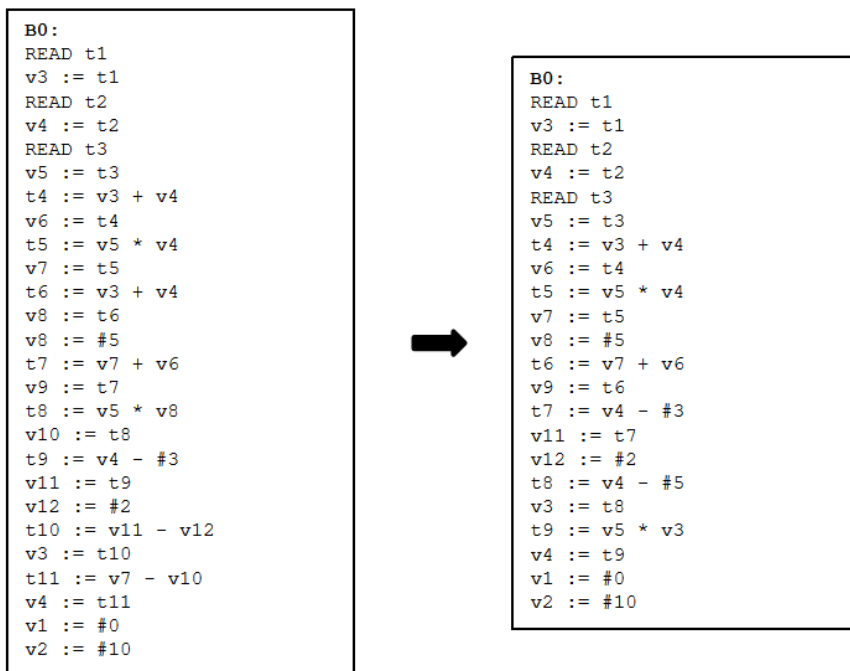 B0:
READ t1
v3 := t1
READ t2
v4 := t2
READ t3
v5 := t3
t4 := v3 + v4
v6 := t4
t5 := v5 * v4
v7 := t5
t6 := v3 + v4
v8 := t6
v8 := #5
t7 := v7 + v6
v9 := t7
t8 := v5 * v8
v10 := t8
t9 := v4 - #3
v11 := t9
v12 := #2
t10 := v11 - v12
v3 := t10
t11 := v7 - v10
v4 := t11
v1 := #0
v2 := #10
B0:
READ t1
v3 := t1
READ t2
v4 := t2
READ t3
v5 := t3
t4 := v3 + v4
v6 := t4
t5 := v5 * v4
v7 := t5
v8 := #5
t6 := v7 + v6
v9 := t6
t7 := v4 - #3
v11 := t7
v12 := #2
t8 := v4 - #5
v3 := t8
t9 := v5 * v3
v4 := t9
v1 := #0
v2 := #10